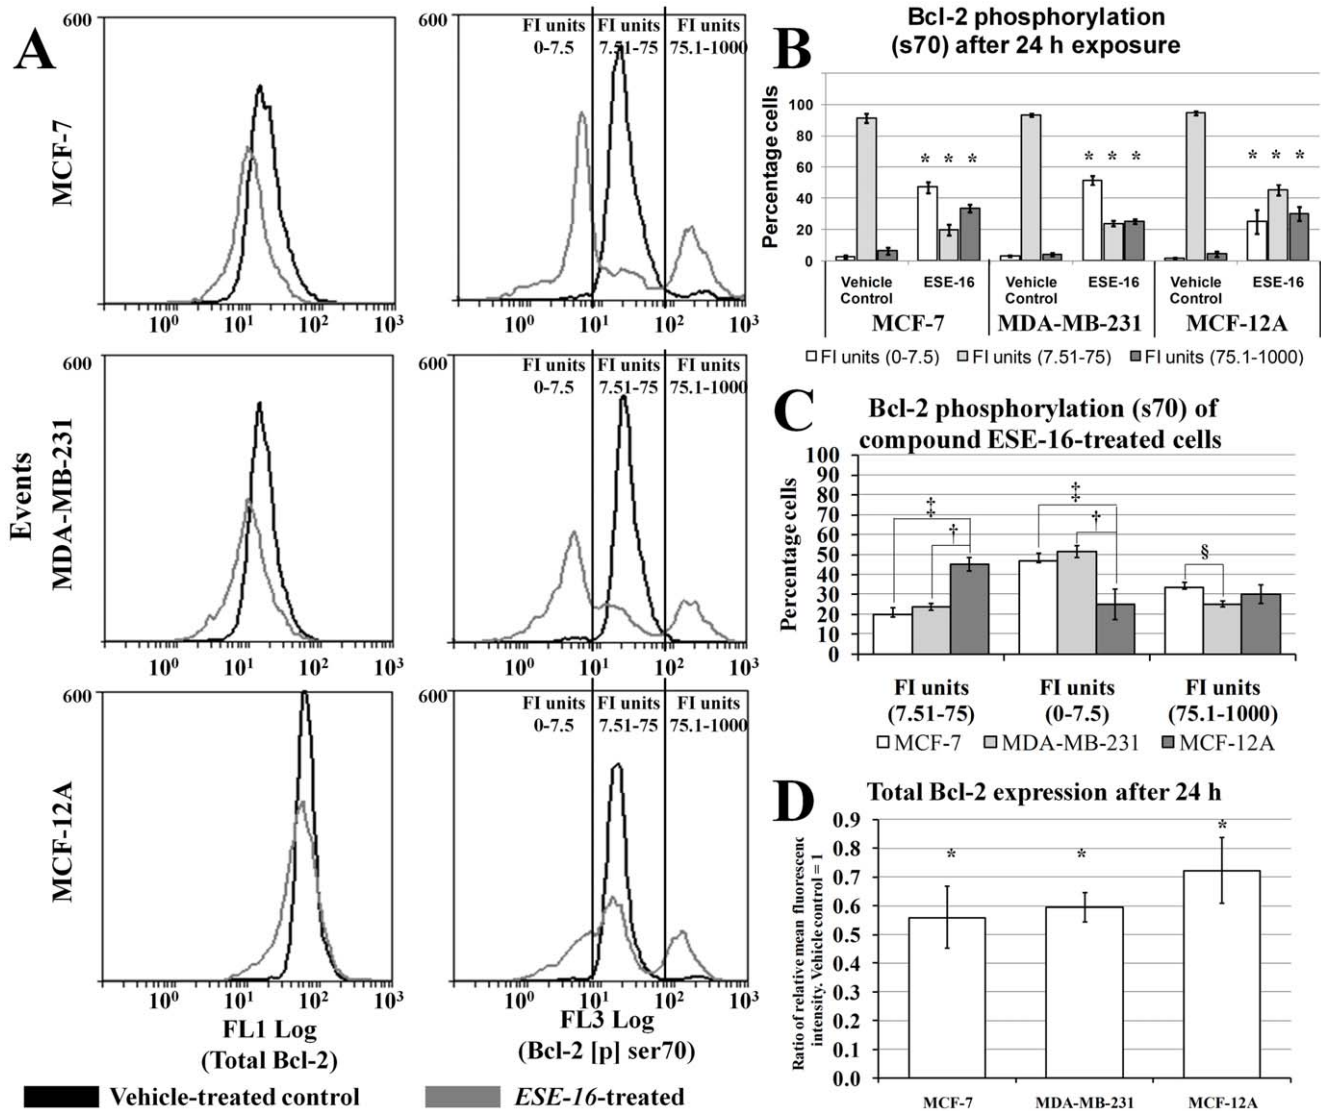 A
600
MCF-7
10⁰ 10¹ 10² 10³
600
FI units 0-7.5
FI units 7.51-75
FI units 75.1-1000
10⁰ 10¹ 10² 10³
Events
600
MDA-MB-231
10⁰ 10¹ 10² 10³
600
FI units 0-7.5
FI units 7.51-75
FI units 75.1-1000
10⁰ 10¹ 10² 10³
600
MCF-12A
10⁰ 10¹ 10² 10³
FL1 Log
(Total Bcl-2)
600
FI units 0-7.5
FI units 7.51-75
FI units 75.1-1000
10⁰ 10¹ 10² 10³
FL3 Log
(Bcl-2 [p] ser70)
Vehicle-treated control
ESE-16-treated
B
Bcl-2 phosphorylation
(s70) after 24 h exposure
Percentage cells
100
80
60
40
20
0
* * * * * * * * *
Vehicle Control ESE-16 Vehicle Control ESE-16 Vehicle Control ESE-16
MCF-7 MDA-MB-231 MCF-12A
FI units (0-7.5) FI units (7.51-75) FI units (75.1-1000)
C
Bcl-2 phosphorylation (s70) of
compound ESE-16-treated cells
Percentage cells
100
90
80
70
60
50
40
30
20
10
0
‡ † ‡ † §
FI units (7.51-75)
FI units (0-7.5)
FI units (75.1-1000)
MCF-7 MDA-MB-231 MCF-12A
D
Total Bcl-2 expression after 24 h
Ratio of relative mean fluorescenc
intensity. Vehicle control = 1
0.9
0.8
0.7
0.6
0.5
0.4
0.3
0.2
0.1
0.0
* * *
MCF-7 MDA-MB-231 MCF-12A